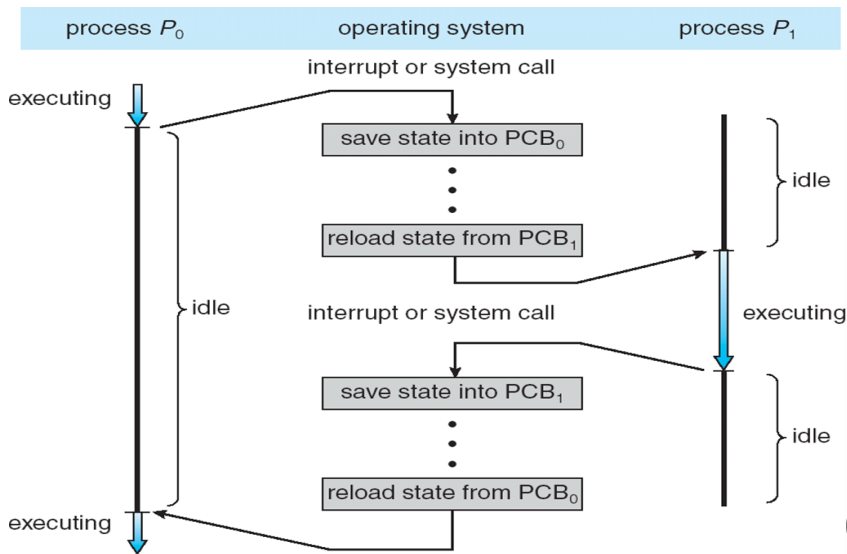 process P₀
operating system
process P₁
interrupt or system call
executing
save state into PCB₀
idle
reload state from PCB₁
idle
interrupt or system call
executing
save state into PCB₁
idle
reload state from PCB₀
executing